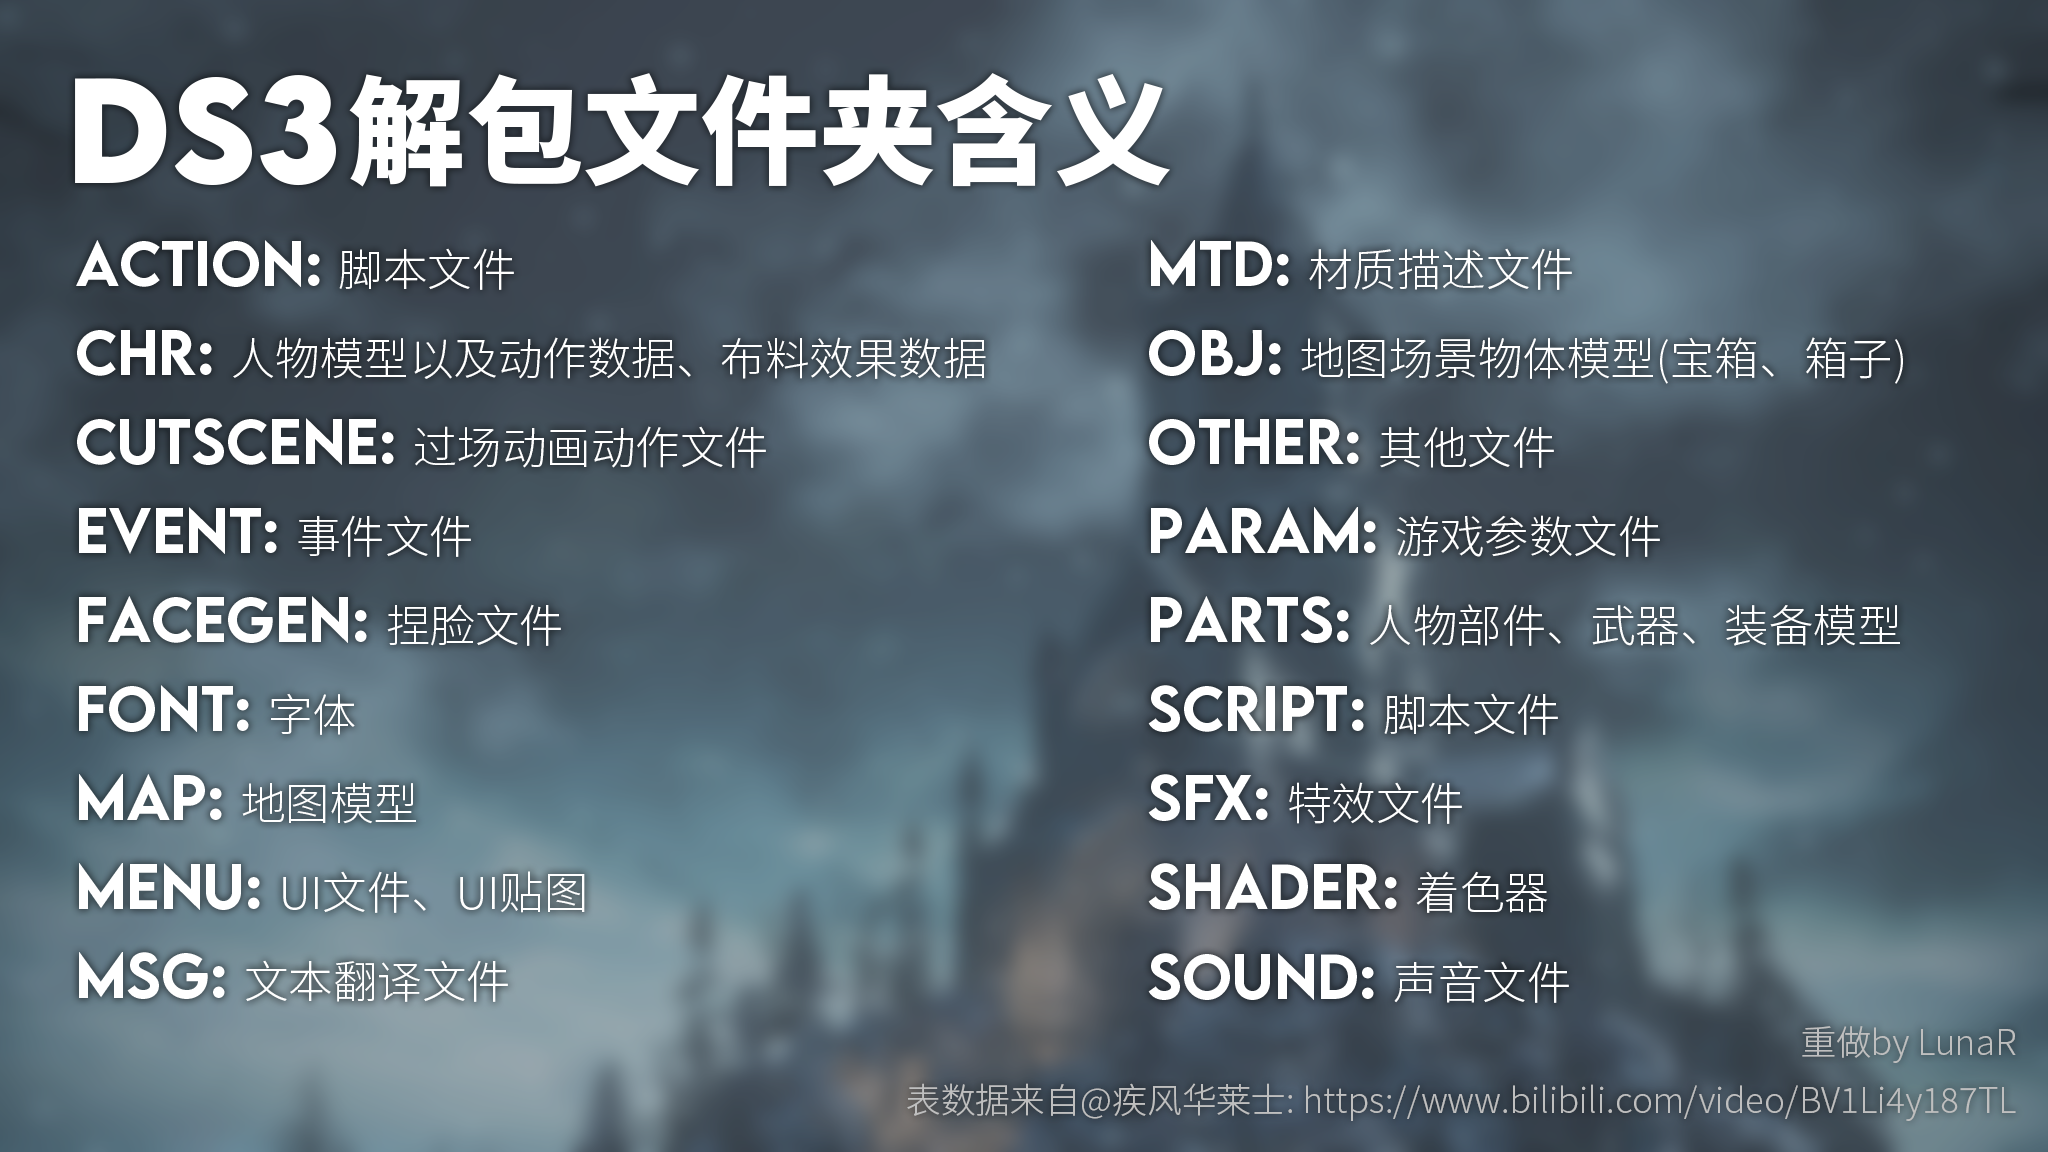 DS3解包文件夹含义
ACTION: 脚本文件
CHR: 人物模型以及动作数据、布料效果数据
CUTSCENE: 过场动画动作文件
EVENT: 事件文件
FACEGEN: 捏脸文件
FONT: 字体
MAP: 地图模型
MENU: UI文件、UI贴图
MSG: 文本翻译文件
MTD: 材质描述文件
OBJ: 地图场景物体模型(宝箱、箱子)
OTHER: 其他文件
PARAM: 游戏参数文件
PARTS: 人物部件、武器、装备模型
SCRIPT: 脚本文件
SFX: 特效文件
SHADER: 着色器
SOUND: 声音文件
重做by LunaR
表数据来自@疾风华莱士: https://www.bilibili.com/video/BV1Li4y187TL